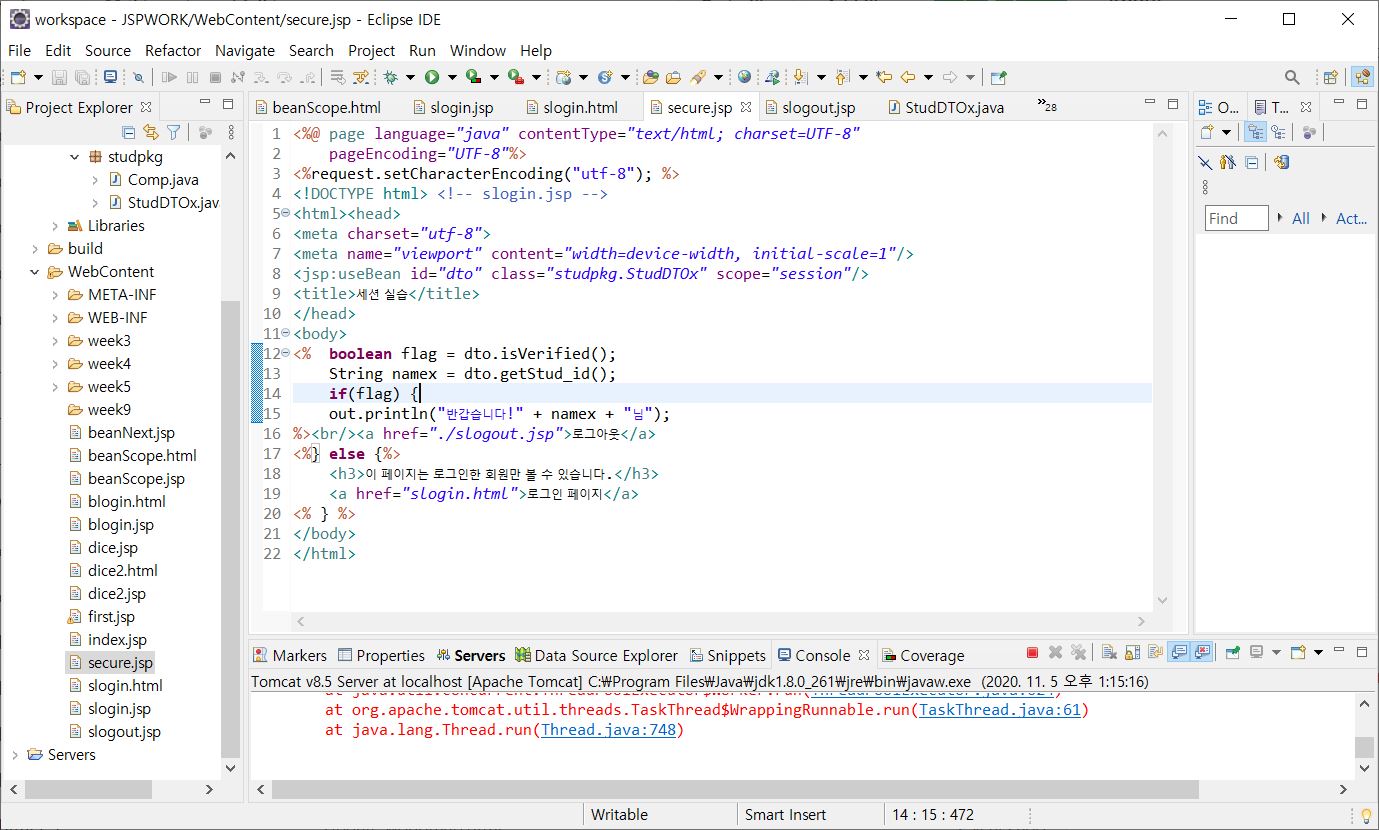 workspace - JSPWORK/WebContent/secure.jsp - Eclipse IDE
File Edit Source Refactor Navigate Search Project Run Window Help
Project Explorer
studpkg
Comp.java
StudDTOx.jav
Libraries
build
WebContent
META-INF
WEB-INF
week3
week4
week5
week9
beanNext.jsp
beanScope.html
beanScope.jsp
blogin.html
blogin.jsp
dice.jsp
dice2.html
dice2.jsp
first.jsp
index.jsp
secure.jsp
slogin.html
slogin.jsp
slogout.jsp
Servers
beanScope.html slogin.jsp slogin.html secure.jsp slogout.jsp StudDTOx.java »28
1 <%@ page language="java" contentType="text/html; charset=UTF-8"
2 pageEncoding="UTF-8"%>
3 <%request.setCharacterEncoding("utf-8"); %>
4 <!DOCTYPE html> <!-- slogin.jsp -->
5 <html><head>
6 <meta charset="utf-8">
7 <meta name="viewport" content="width=device-width, initial-scale=1"/>
8 <jsp:useBean id="dto" class="studpkg.StudDTOx" scope="session"/>
9 <title>세션 실습</title>
10 </head>
11 <body>
12 <% boolean flag = dto.isVerified();
13 String namex = dto.getStud_id();
14 if(flag) {
15 out.println("반갑습니다!" + namex + "님");
16 %><br/><a href="./slogout.jsp">로그아웃</a>
17 <%} else {%>
18 <h3>이 페이지는 로그인한 회원만 볼 수 있습니다.</h3>
19 <a href="slogin.html">로그인 페이지</a>
20 <% } %>
21 </body>
22 </html>
O... T...
Find All Act...
Markers Properties Servers Data Source Explorer Snippets Console Coverage
Tomcat v8.5 Server at localhost [Apache Tomcat] C:₩Program Files₩Java₩jdk1.8.0_261₩jre₩bin₩javaw.exe (2020. 11. 5 오후 1:15:16)
at java.util.concurrent.ThreadPoolExecutor$Worker.run(ThreadPoolExecutor.java:624)
at org.apache.tomcat.util.threads.TaskThread$WrappingRunnable.run(TaskThread.java:61)
at java.lang.Thread.run(Thread.java:748)
Writable Smart Insert 14 : 15 : 472